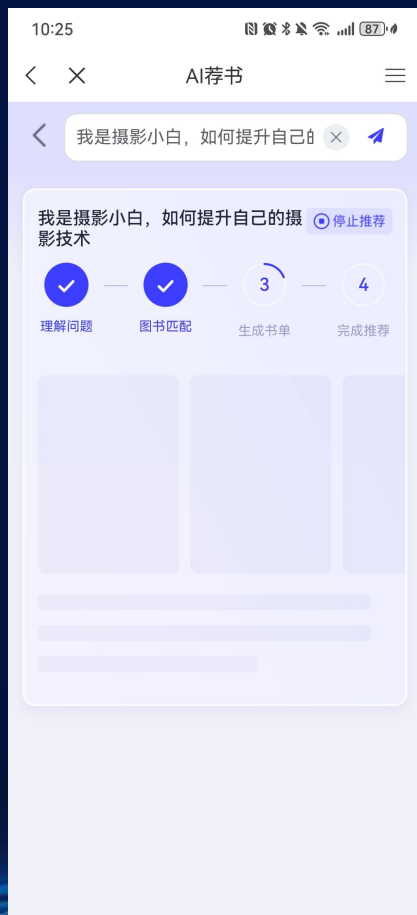 10:25
87
AI荐书
我是摄影小白，如何提升自己的
我是摄影小白，如何提升自己的摄
影技术
停止推荐
3
4
理解问题
图书匹配
生成书单
完成推荐